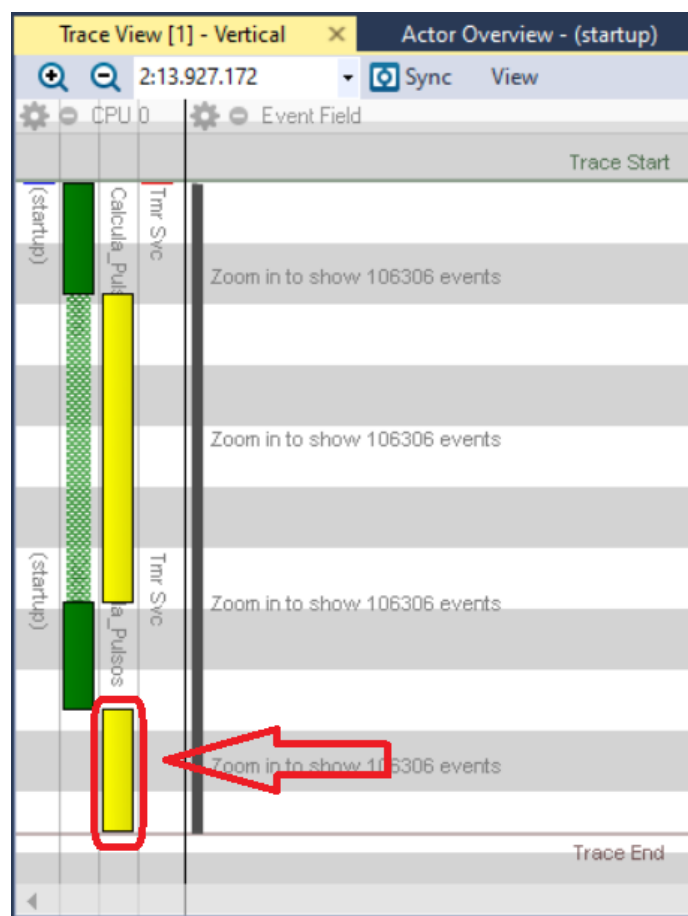 Trace View [1] - Vertical × Actor Overview - (startup)
2:13.927.172 Sync View
CPU 0 Event Field
Trace Start
(startup)
Calcula_Puls
Tmr Svc
Zoom in to show 106306 events
Zoom in to show 106306 events
(startup)
la_Pulsos
Tmr Svc
Zoom in to show 106306 events
Zoom in to show 106306 events
Trace End